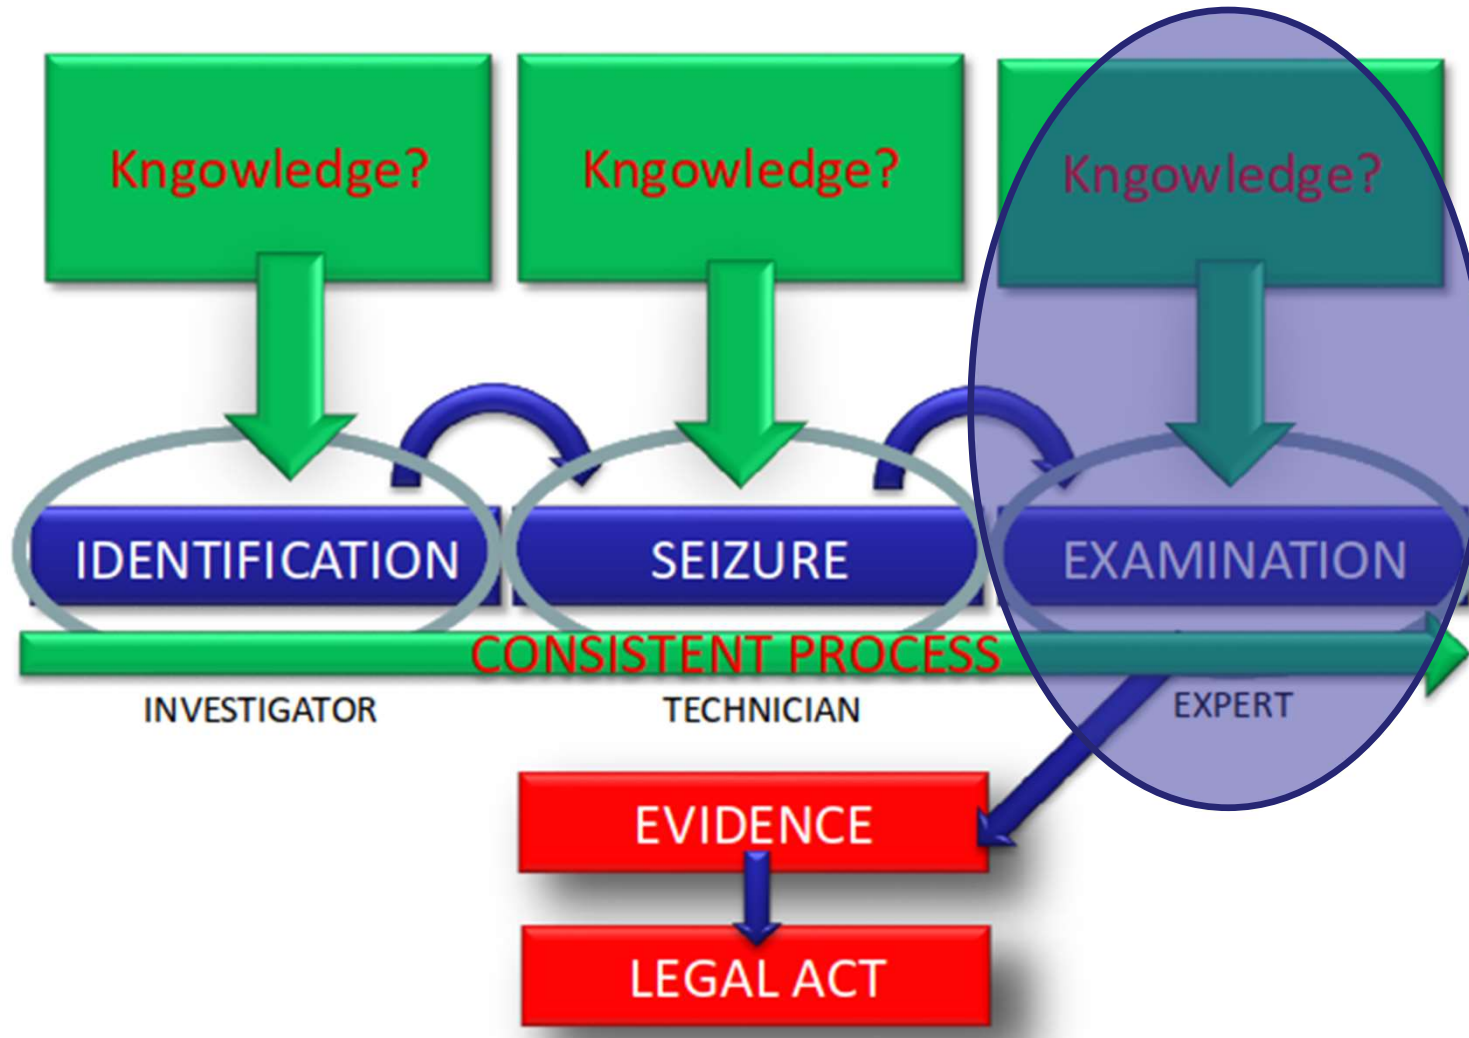 Kngowledge?
Kngowledge?
Kngowledge?
IDENTIFICATION
SEIZURE
EXAMINATION
CONSISTENT PROCESS
INVESTIGATOR
TECHNICIAN
EXPERT
EVIDENCE
LEGAL ACT